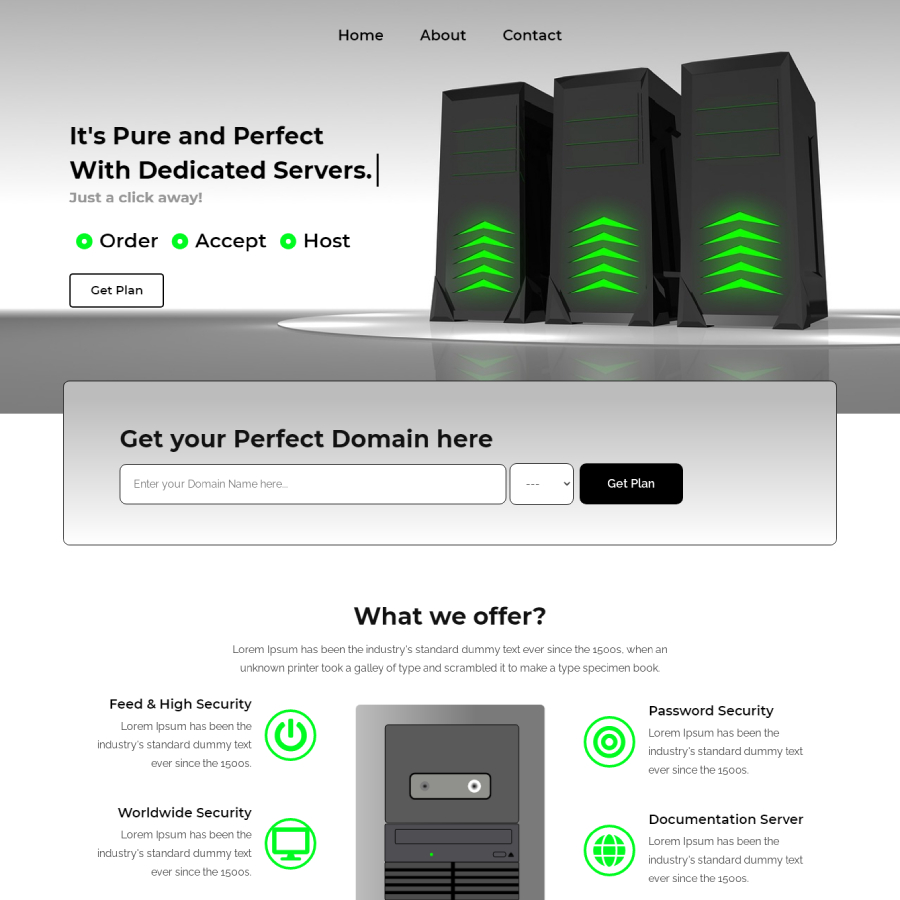 Home About Contact
It's Pure and Perfect
With Dedicated Servers.
Just a click away!
Order Accept Host
Get Plan
Get your Perfect Domain here
Enter your Domain Name here... --- Get Plan
What we offer?
Lorem Ipsum has been the industry's standard dummy text ever since the 1500s, when an
unknown printer took a galley of type and scrambled it to make a type specimen book.
Feed & High Security
Lorem Ipsum has been the
industry's standard dummy text
ever since the 1500s.
Worldwide Security
Lorem Ipsum has been the
industry's standard dummy text
ever since the 1500s.
Password Security
Lorem Ipsum has been the
industry's standard dummy text
ever since the 1500s.
Documentation Server
Lorem Ipsum has been the
industry's standard dummy text
ever since the 1500s.